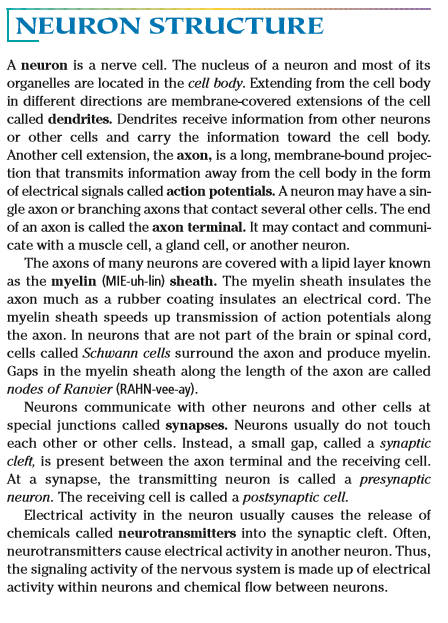 NEURON STRUCTURE
A neuron is a nerve cell. The nucleus of a neuron and most of its
organelles are located in the cell body. Extending from the cell body
in different directions are membrane-covered extensions of the cell
called dendrites. Dendrites receive information from other neurons
or other cells and carry the information toward the cell body.
Another cell extension, the axon, is a long, membrane-bound projec-
tion that transmits information away from the cell body in the form
of electrical signals called action potentials. A neuron may have a sin-
gle axon or branching axons that contact several other cells. The end
of an axon is called the axon terminal. It may contact and communi-
cate with a muscle cell, a gland cell, or another neuron.
The axons of many neurons are covered with a lipid layer known
as the myelin (MIE-uh-lin) sheath. The myelin sheath insulates the
axon much as a rubber coating insulates an electrical cord. The
myelin sheath speeds up transmission of action potentials along
the axon. In neurons that are not part of the brain or spinal cord,
cells called Schwann cells surround the axon and produce myelin.
Gaps in the myelin sheath along the length of the axon are called
nodes of Ranvier (RAHN-vee-ay).
Neurons communicate with other neurons and other cells at
special junctions called synapses. Neurons usually do not touch
each other or other cells. Instead, a small gap, called a synaptic
cleft, is present between the axon terminal and the receiving cell.
At a synapse, the transmitting neuron is called a presynaptic
neuron. The receiving cell is called a postsynaptic cell.
Electrical activity in the neuron usually causes the release of
chemicals called neurotransmitters into the synaptic cleft. Often,
neurotransmitters cause electrical activity in another neuron. Thus,
the signaling activity of the nervous system is made up of electrical
activity within neurons and chemical flow between neurons.